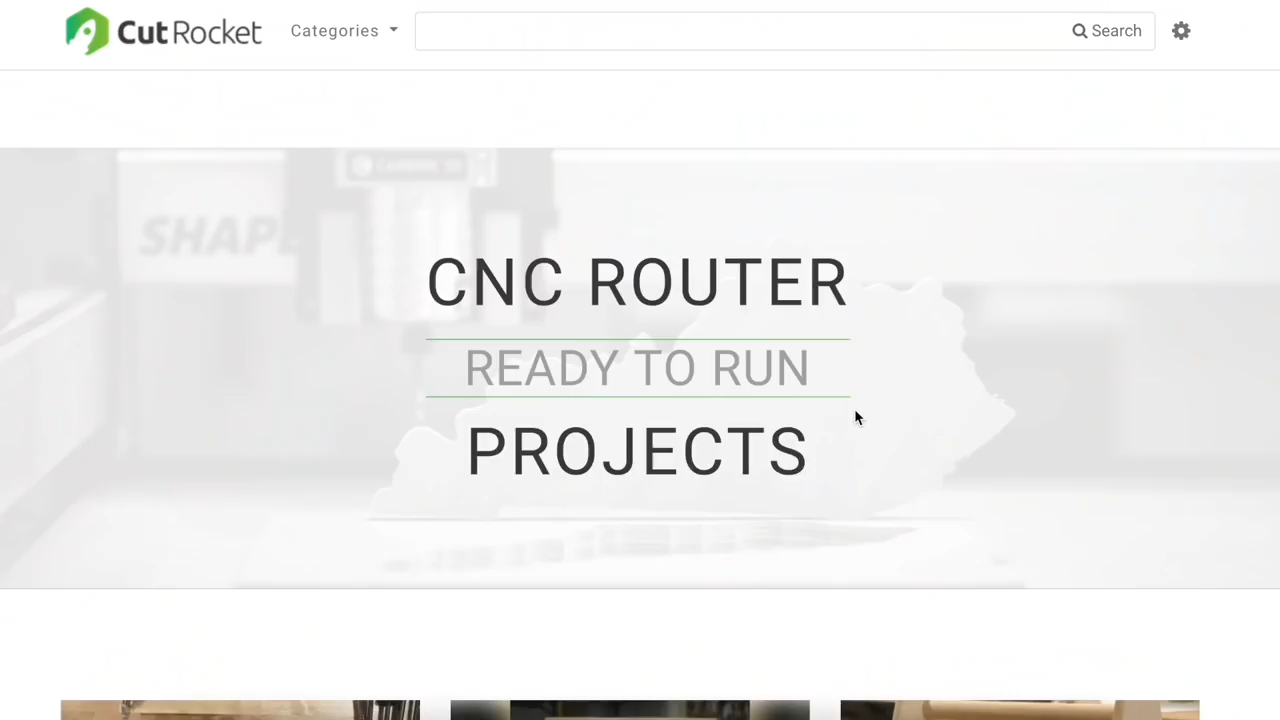 CutRocket
Categories
Search
CNC ROUTER
READY TO RUN
PROJECTS